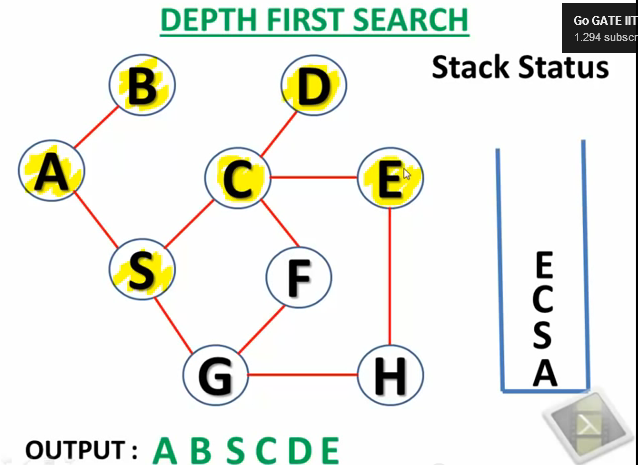 DEPTH FIRST SEARCH
Go GATE IIT
1.294 subscr
Stack Status
B
D
A
C
E
S
F
G
H
E
C
S
A
OUTPUT : A B S C D E